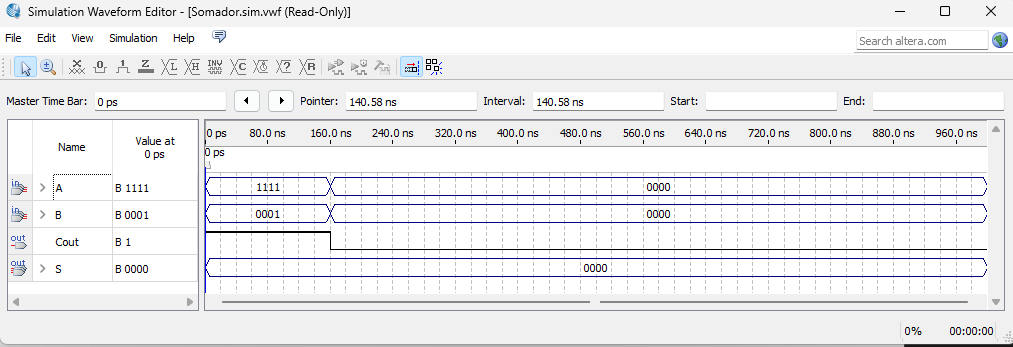 Simulation Waveform Editor - [Somador.sim.vwf (Read-Only)]
File Edit View Simulation Help
Search altera.com
Master Time Bar: 0 ps Pointer: 140.58 ns Interval: 140.58 ns Start: End:
Name Value at 0 ps
0 ps 80.0 ns 160.0 ns 240.0 ns 320.0 ns 400.0 ns 480.0 ns 560.0 ns 640.0 ns 720.0 ns 800.0 ns 880.0 ns 960.0 ns
0 ps
in A B 1111 1111 0000
in B B 0001 0001 0000
out Cout B 1
out S B 0000 0000
0% 00:00:00